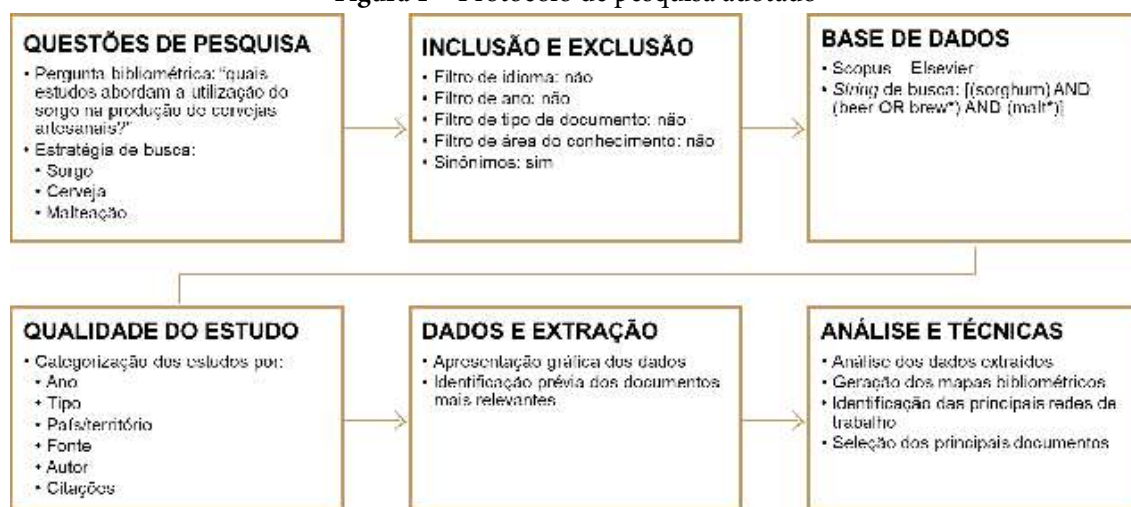 Figura 1 – Protocolo de pesquisa adotado
QUESTÕES DE PESQUISA
• Pergunta bibliométrica: "quais
estudos abordam a utilização do
sorgo na produção de cervejas
artesanais?"
• Estratégia de busca:
• Sorgo
• Cerveja
• Malteação
INCLUSÃO E EXCLUSÃO
• Filtro de idioma: não
• Filtro de ano: não
• Filtro de tipo de documento: não
• Filtro de área do conhecimento: não
• Sinônimos: sim
BASE DE DADOS
• Scopus Elsevier
• String de busca: [(sorghum) AND
(beer OR brew*) AND (malt*)]
QUALIDADE DO ESTUDO
• Categorização dos estudos por:
• Ano
• Tipo
• País/território
• Fonte
• Autor
• Citações
DADOS E EXTRAÇÃO
• Apresentação gráfica dos dados
• Identificação prévia dos documentos
mais relevantes
ANÁLISE E TÉCNICAS
• Análise dos dados extraídos
• Geração dos mapas bibliométricos
• Identificação das principais redes de
trabalho
• Seleção dos principais documentos